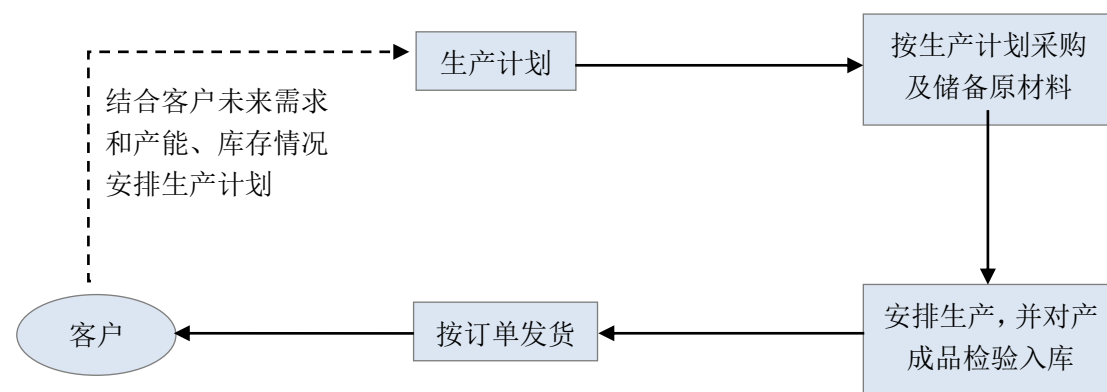 生产计划
按生产计划采购
及储备原材料
结合客户未来需求
和产能、库存情况
安排生产计划
客户
按订单发货
安排生产，并对产
成品检验入库